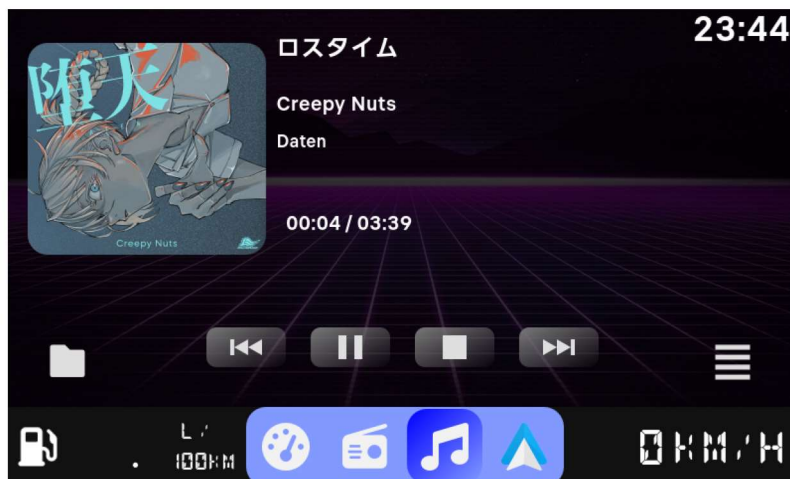 23:44
堕天
Creepy Nuts
ロスタイム
Creepy Nuts
Daten
00:04 / 03:39
. L/
100KM
0KM/H